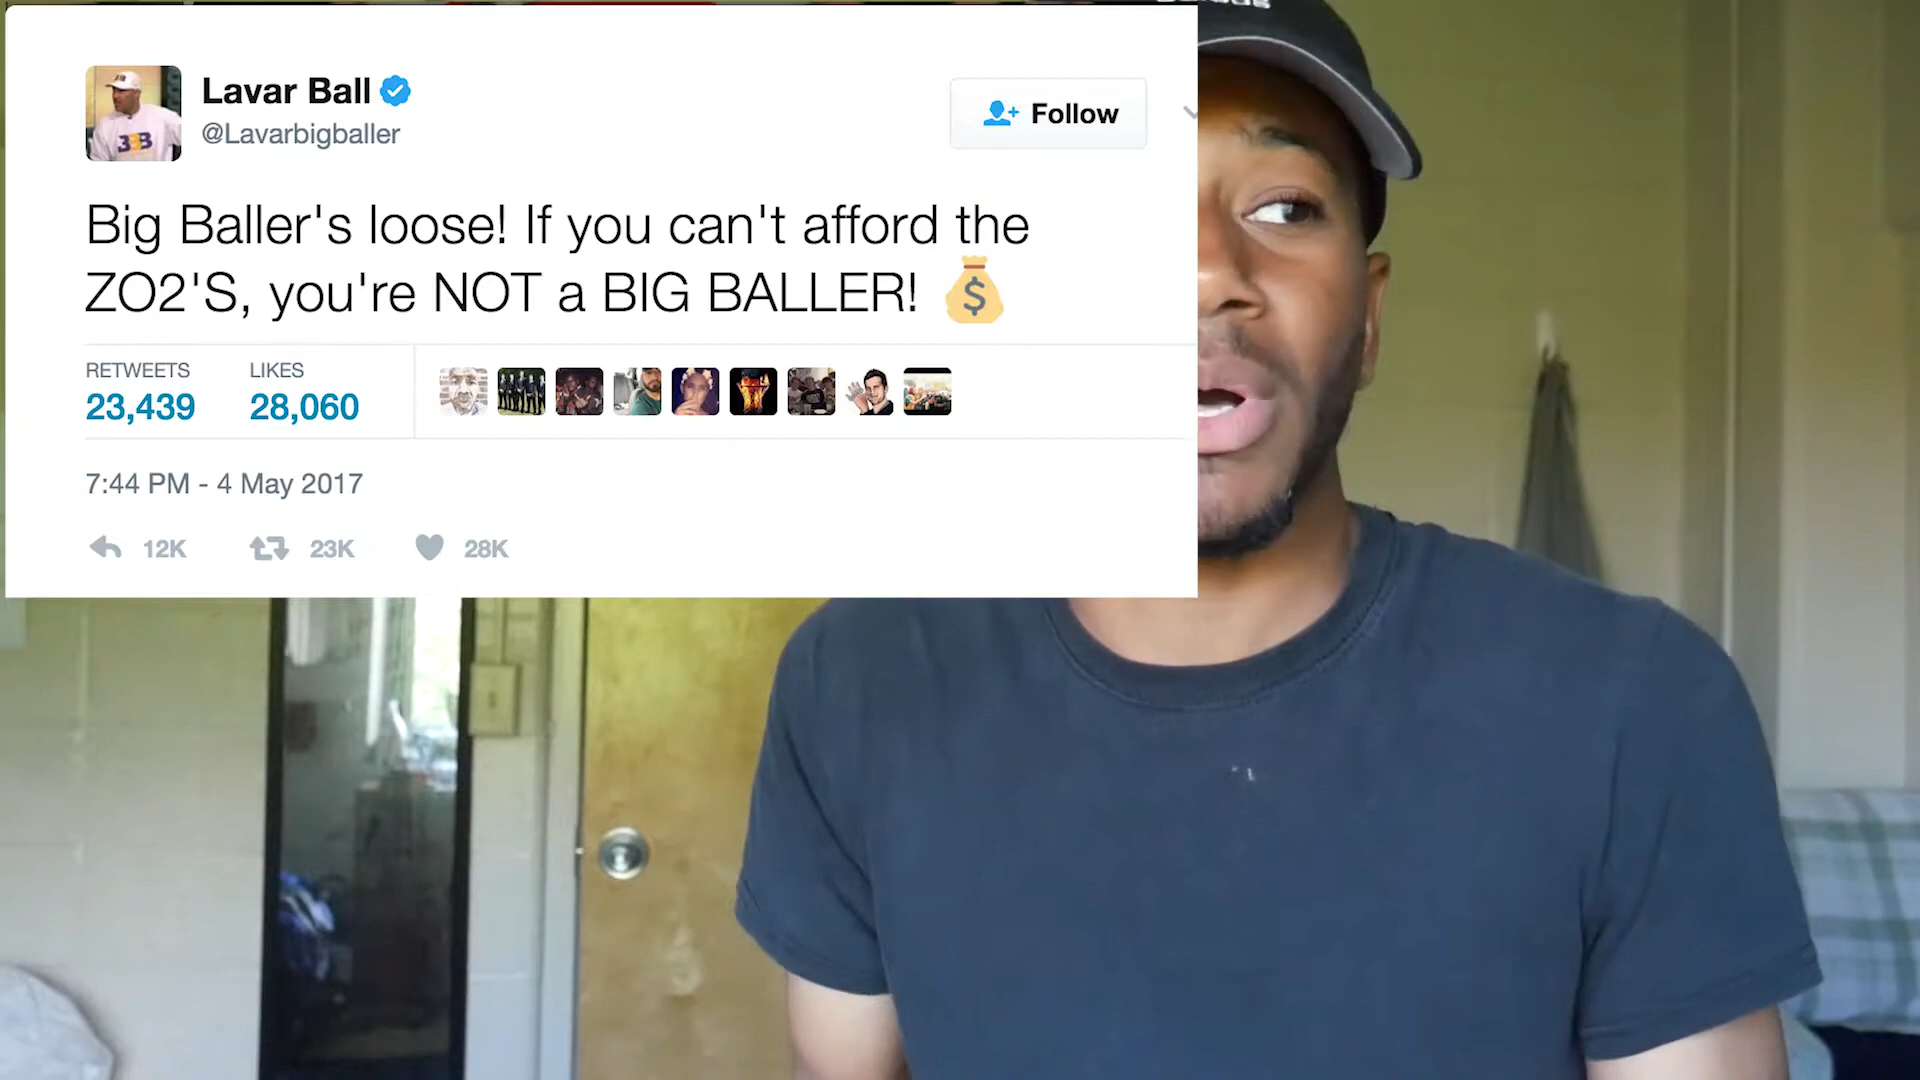 Lavar Ball
@Lavarbigballer
Follow
Big Baller's loose! If you can't afford the
ZO2'S, you're NOT a BIG BALLER!
RETWEETS LIKES
23,439 28,060
7:44 PM - 4 May 2017
12K 23K 28K
BBB